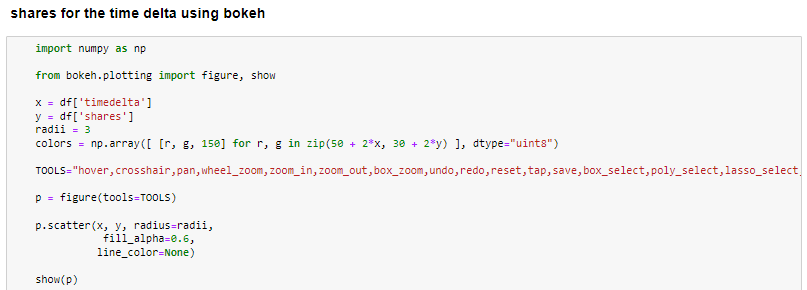 shares for the time delta using bokeh
import numpy as np
from bokeh.plotting import figure, show
x = df['timedelta']
y = df['shares']
radii = 3
colors = np.array([ [r, g, 150] for r, g in zip(50 + 2*x, 30 + 2*y) ], dtype="uint8")
TOOLS="hover,crosshair,pan,wheel_zoom,zoom_in,zoom_out,box_zoom,undo,redo,reset,tap,save,box_select,poly_select,lasso_select,
p = figure(tools=TOOLS)
p.scatter(x, y, radius=radii,
fill_alpha=0.6,
line_color=None)
show(p)